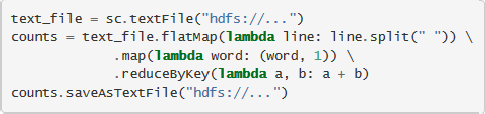 text_file = sc.textFile("hdfs://...")
counts = text_file.flatMap(lambda line: line.split(" ")) \
             .map(lambda word: (word, 1)) \
             .reduceByKey(lambda a, b: a + b)
counts.saveAsTextFile("hdfs://...")